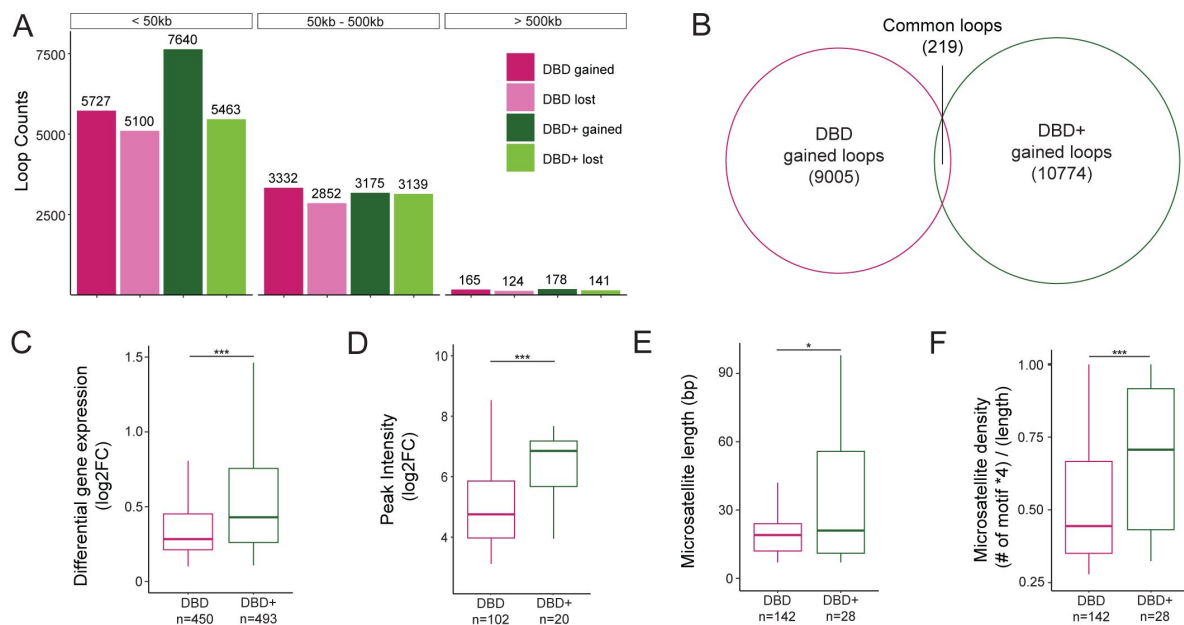 A
< 50kb
50kb - 500kb
> 500kb
Loop Counts
7500
5000
2500
5727
5100
7640
5463
3332
2852
3175
3139
165
124
178
141
DBD gained
DBD lost
DBD+ gained
DBD+ lost
B
Common loops
(219)
DBD
gained loops
(9005)
DBD+
gained loops
(10774)
C
Differential gene expression
(log2FC)
1.5
1.0
0.5
0
***
DBD
n=450
DBD+
n=493
D
Peak Intensity
(log2FC)
10
8
6
4
***
DBD
n=102
DBD+
n=20
E
Microsatellite length (bp)
90
60
30
0
*
DBD
n=142
DBD+
n=28
F
Microsatellite density
(# of motif *4) / (length)
1.00
0.75
0.50
0.25
***
DBD
n=142
DBD+
n=28